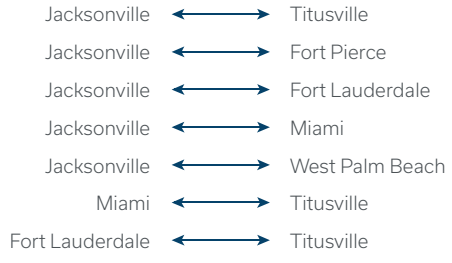 Jacksonville Titusville
Jacksonville Fort Pierce
Jacksonville Fort Lauderdale
Jacksonville Miami
Jacksonville West Palm Beach
Miami Titusville
Fort Lauderdale Titusville